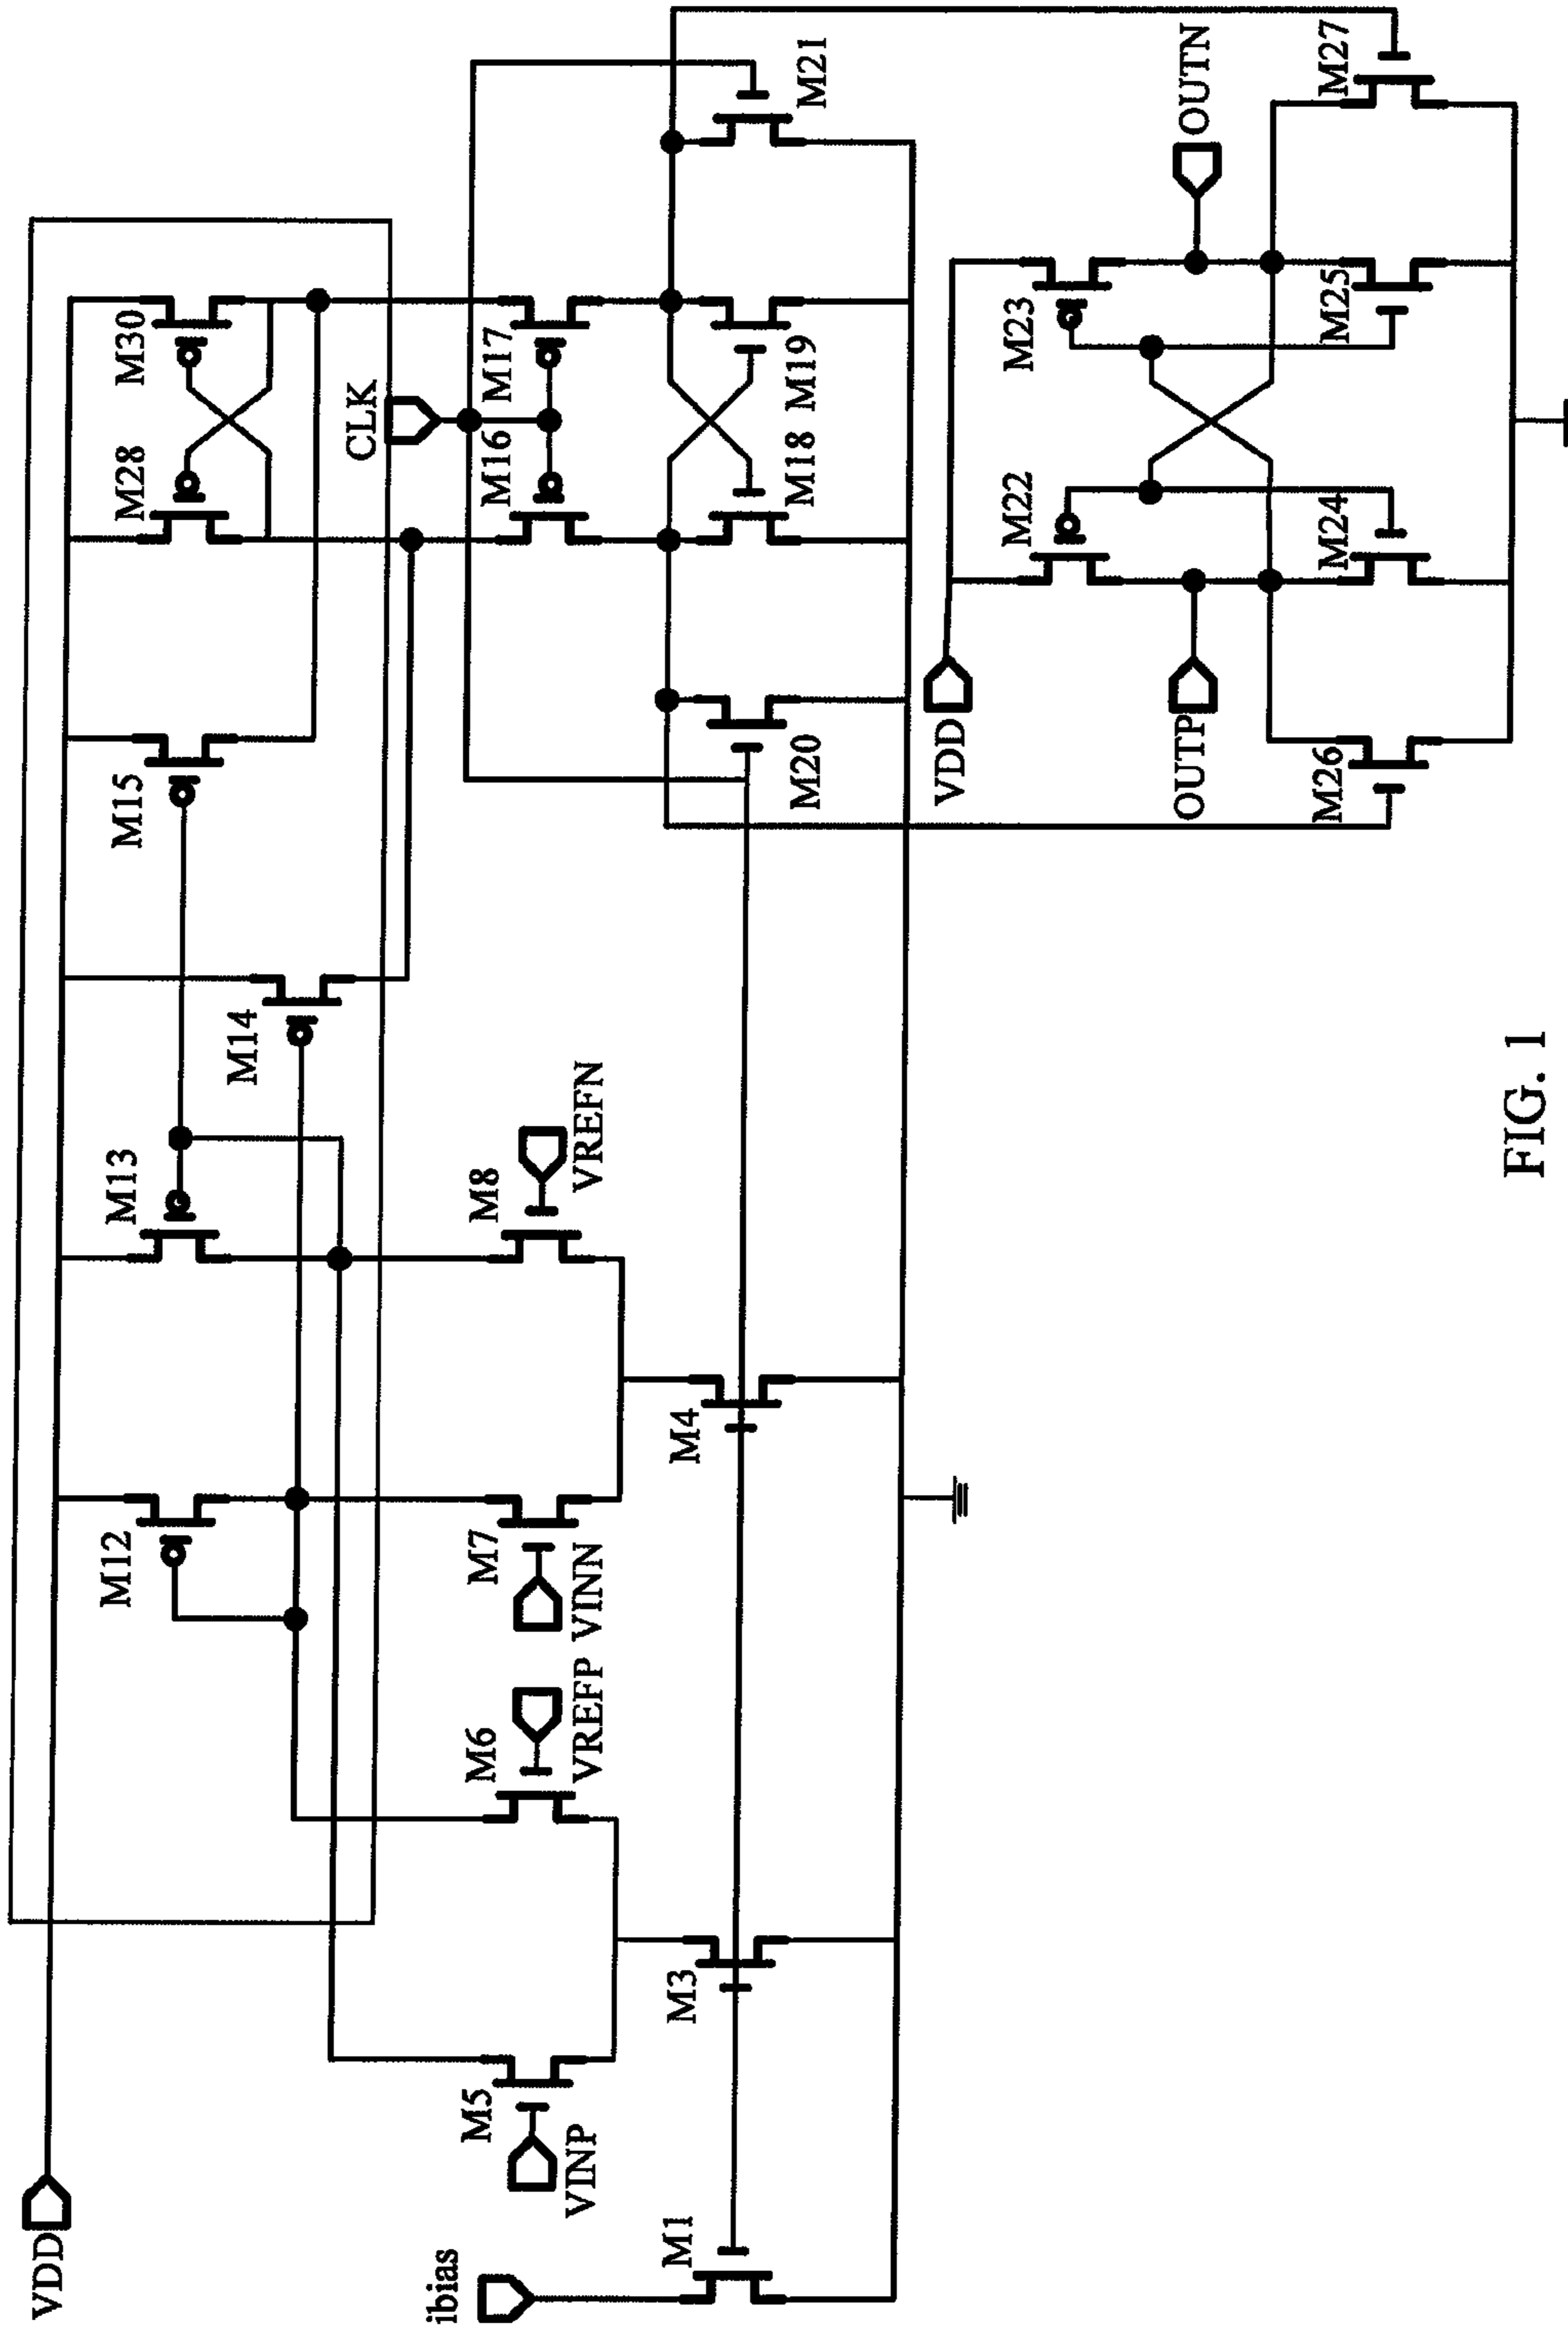 VDD
M12
M13
M15
M28
M30
M14
CLK
ibias
M1
M5
VINP
M6
VREFP
M7
VINN
M8
VREFN
M16
M17
M3
M4
M20
M18
M19
M21
VDD
M22
M23
OUTP
OUTN
M26
M24
M25
M27
FIG. 1